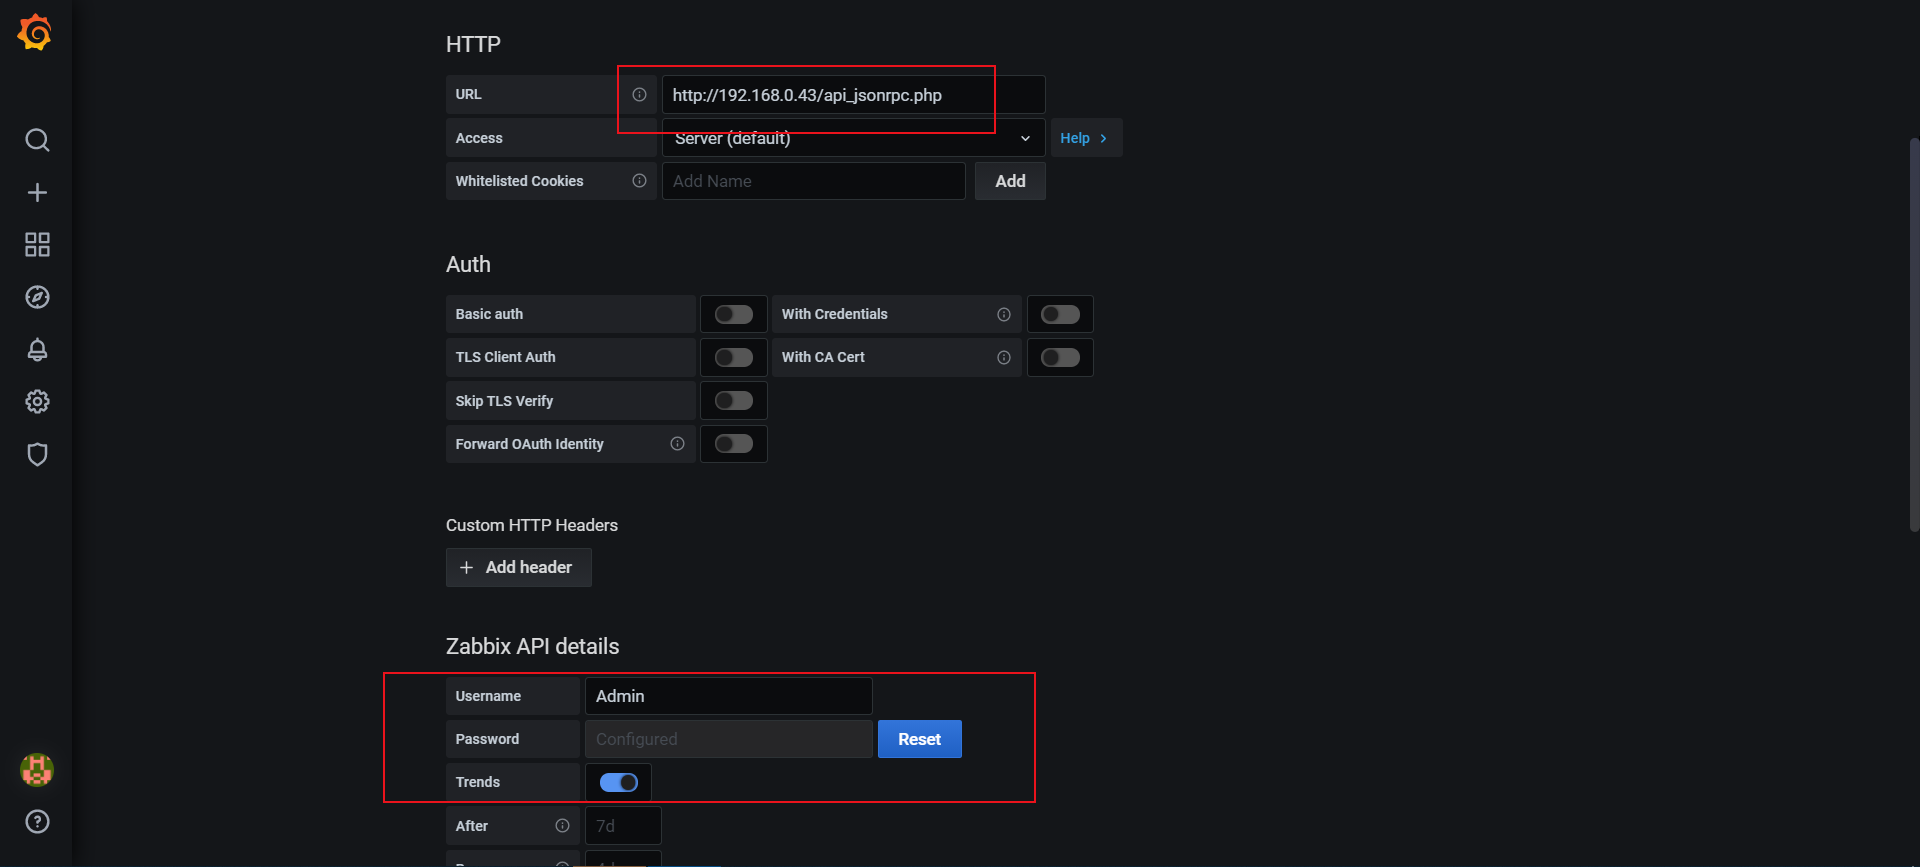 HTTP
URL http://192.168.0.43/api_jsonrpc.php
Access Server (default) Help
Whitelisted Cookies Add Name Add
Auth
Basic auth With Credentials
TLS Client Auth With CA Cert
Skip TLS Verify
Forward OAuth Identity
Custom HTTP Headers
Add header
Zabbix API details
Username Admin
Password Configured Reset
Trends
After 7d